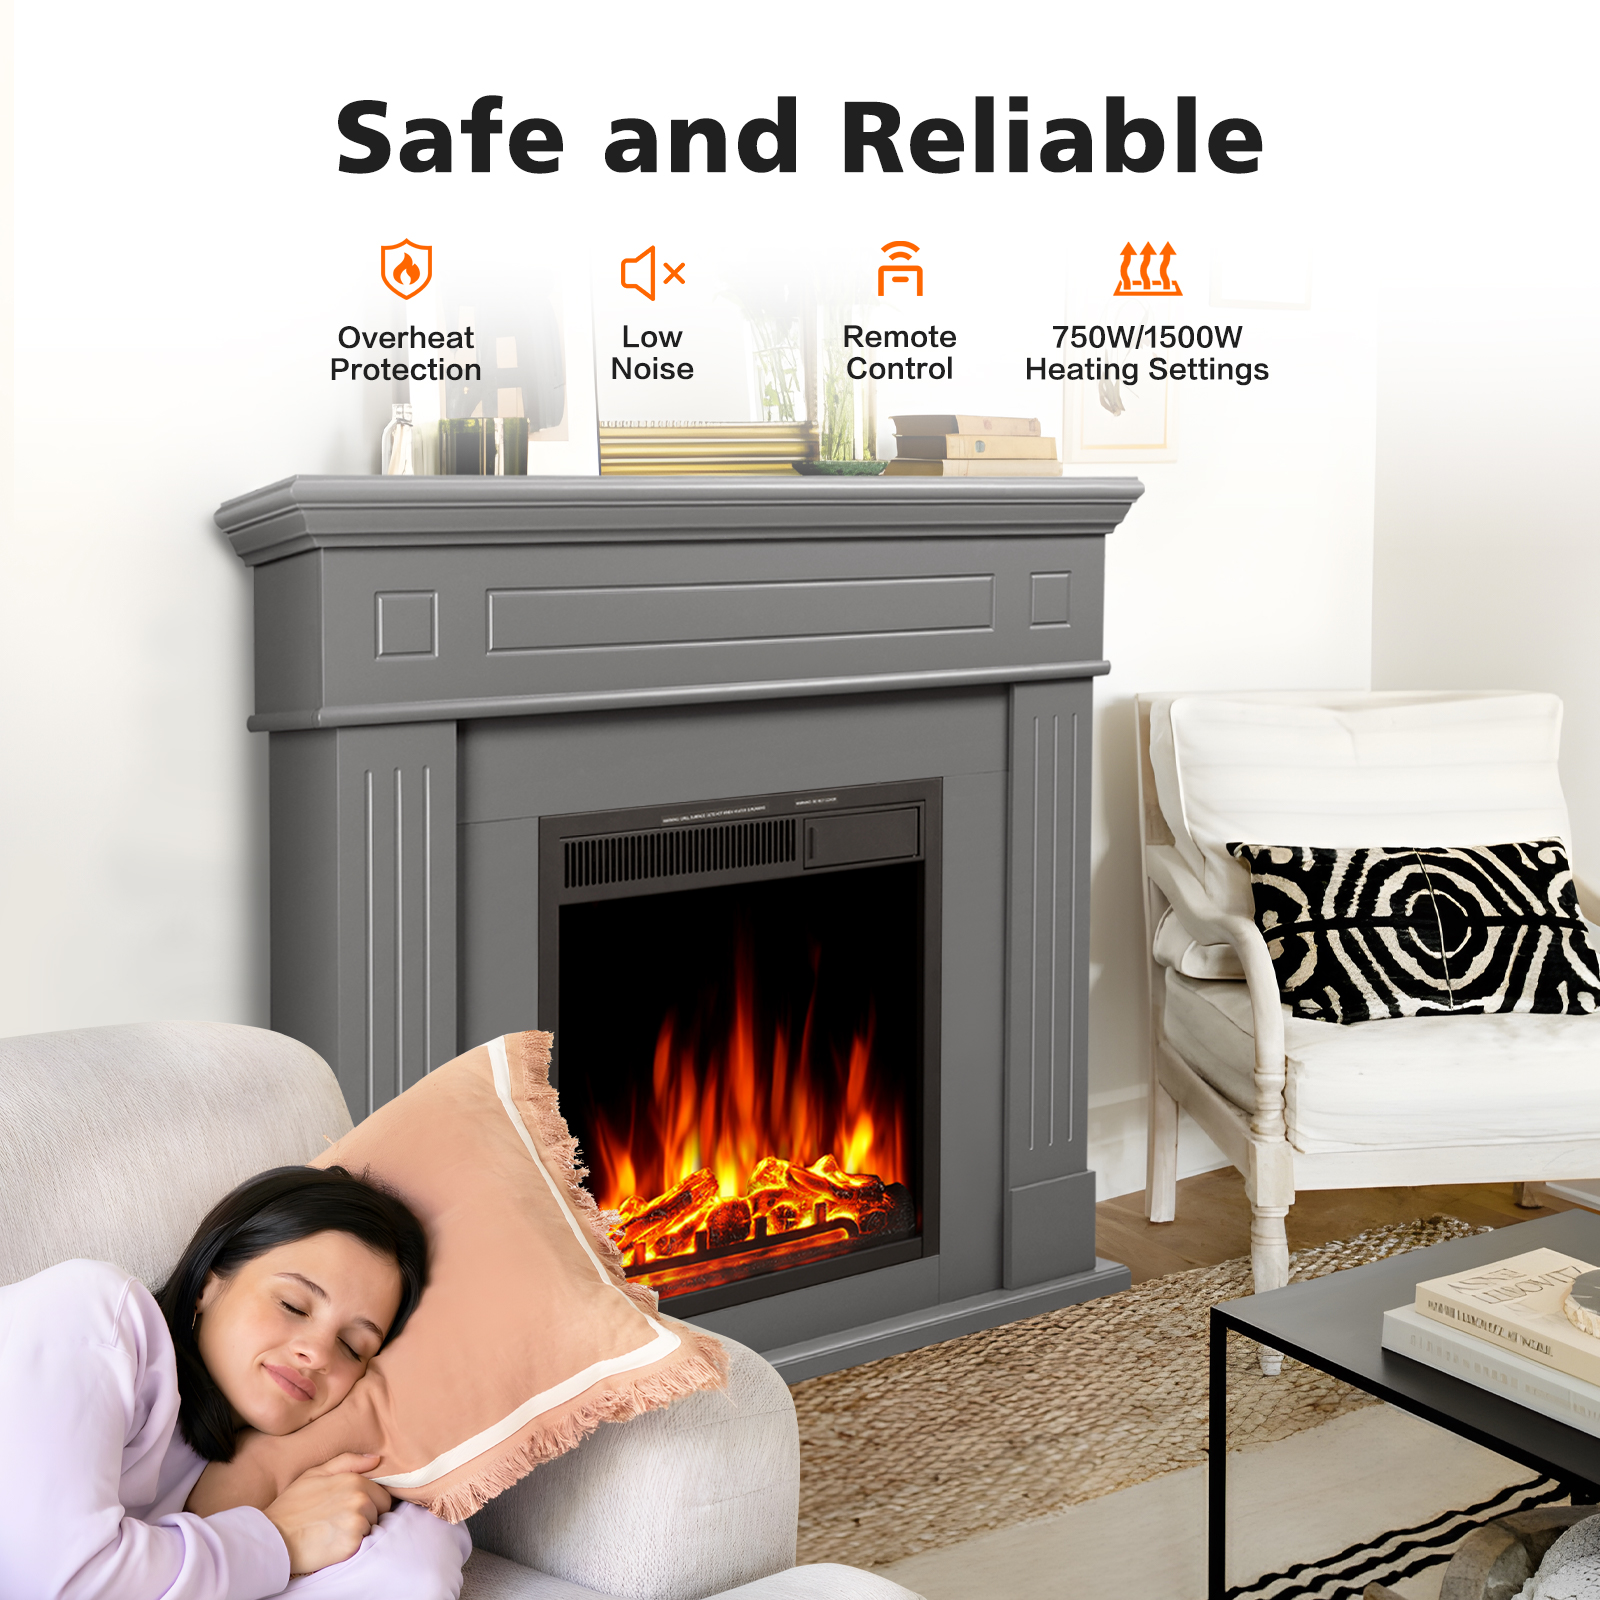 Safe and Reliable
Overheat
Protection
Low
Noise
Remote
Control
750W/1500W
Heating Settings